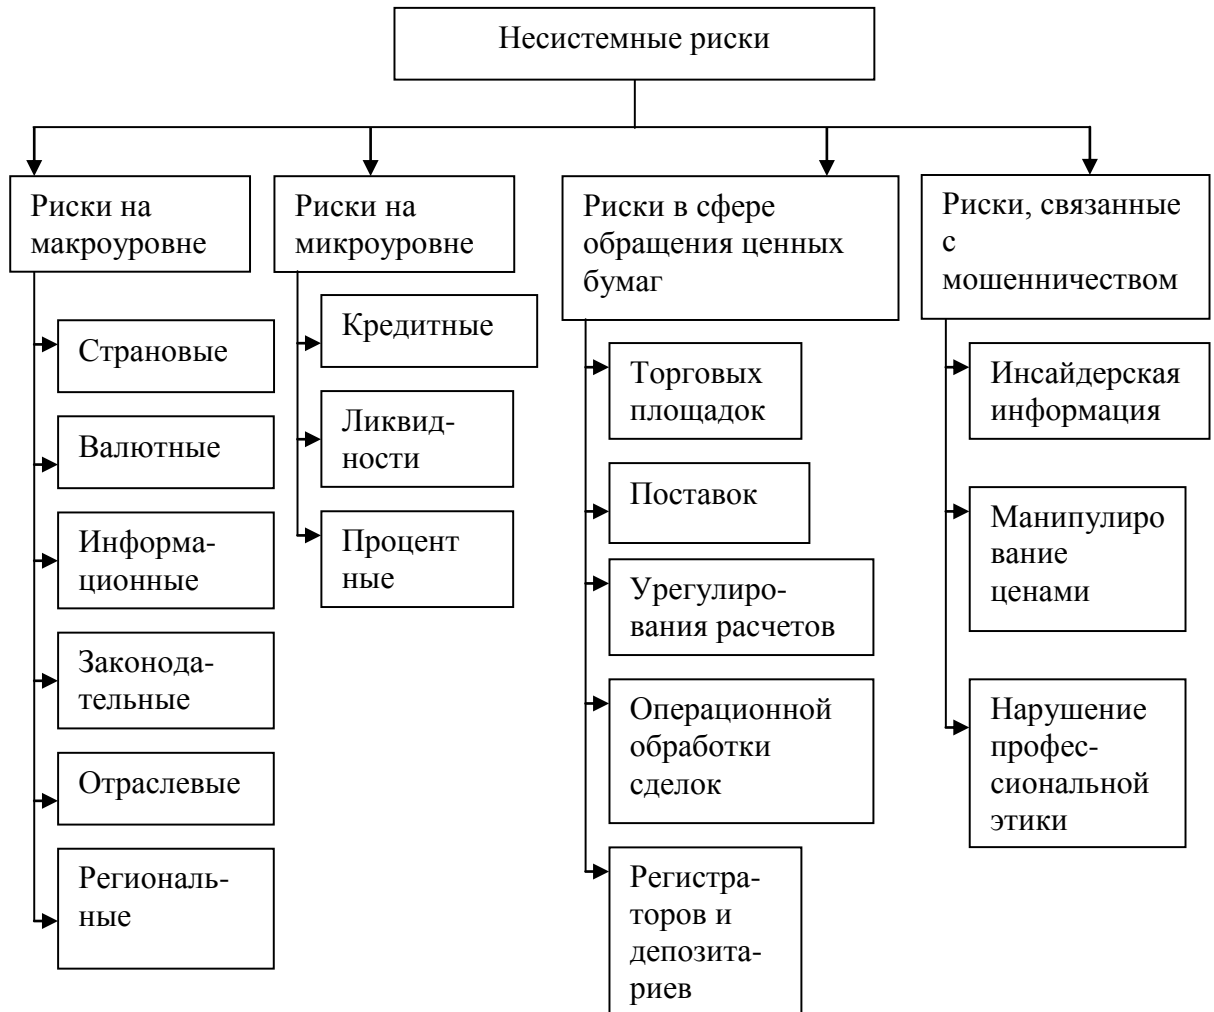 Несистемные риски
Риски на
макроуровне
Страновые
Валютные
Информа-
ционные
Законода-
тельные
Отраслевые
Региональ-
ные
Риски на
микроуровне
Кредитные
Ликвид-
ности
Процент
ные
Риски в сфере
обращения ценных
бумаг
Торговых
площадок
Поставок
Урегулиро-
вания расчетов
Операционной
обработки
сделок
Регистра-
торов и
депозита-
риев
Риски, связанные
с
мошенничеством
Инсайдерская
информация
Манипулиро
вание
ценами
Нарушение
профес-
сиональной
этики